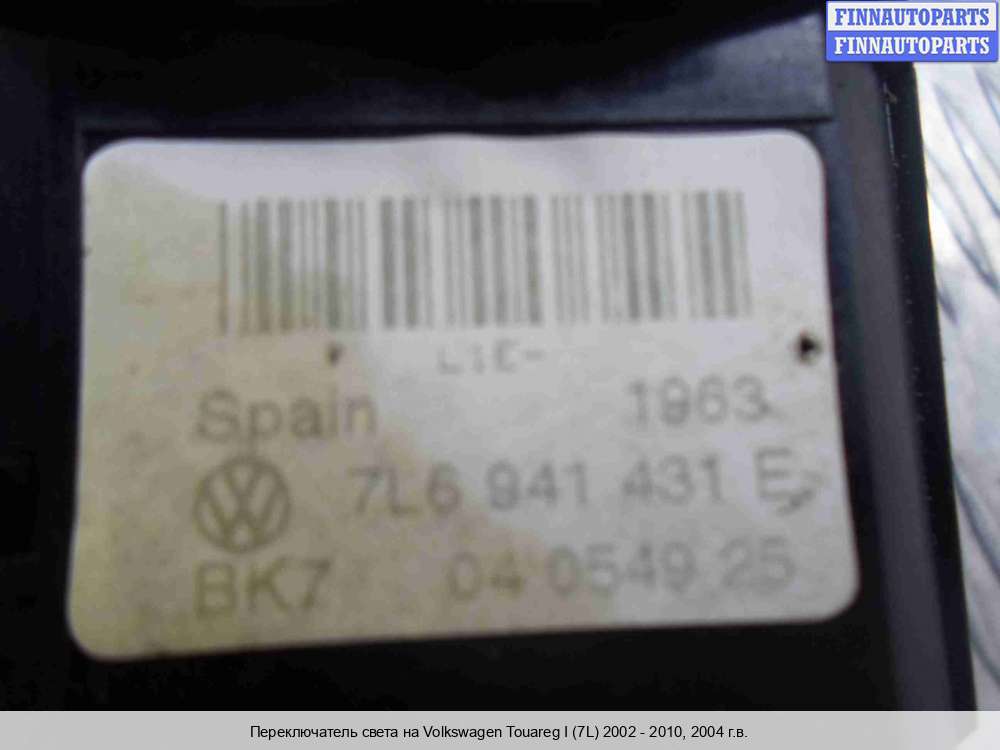 FINNAUTOPARTS
FINNAUTOPARTS
L1E-
Spain 1963
7L6 941 431 E
BK7 04 0549 25
Переключатель света на Volkswagen Touareg I (7L) 2002 - 2010, 2004 г.в.